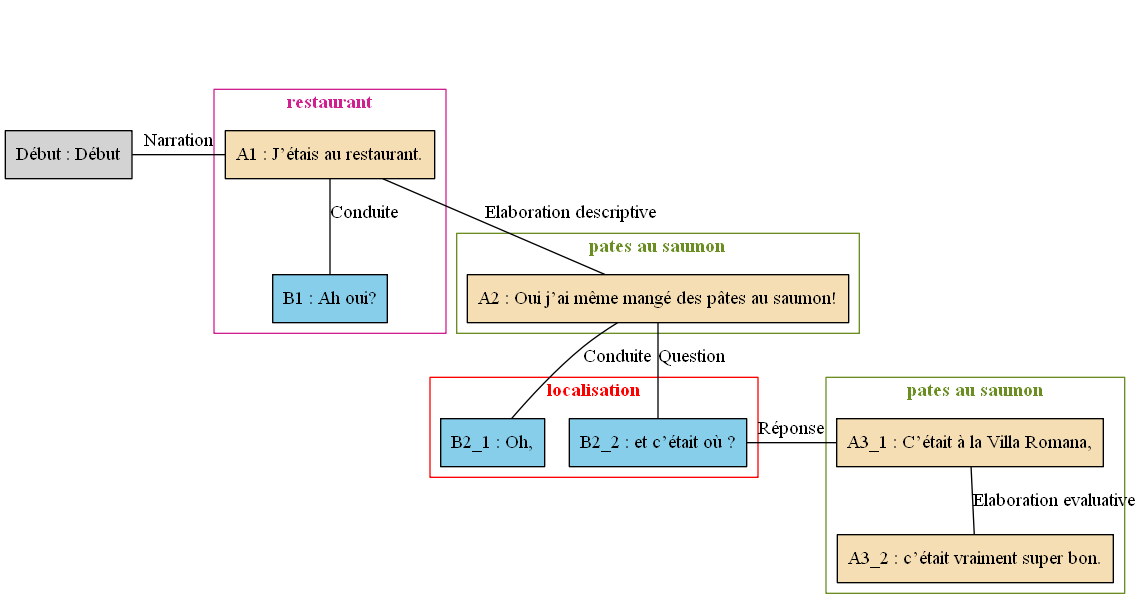 restaurant
Début : Début
Narration
A1 : J’étais au restaurant.
Conduite
Elaboration descriptive
pates au saumon
B1 : Ah oui?
A2 : Oui j’ai même mangé des pâtes au saumon!
Conduite
Question
localisation
pates au saumon
B2_1 : Oh,
B2_2 : et c’était où ?
Réponse
A3_1 : C’était à la Villa Romana,
Elaboration evaluative
A3_2 : c’était vraiment super bon.